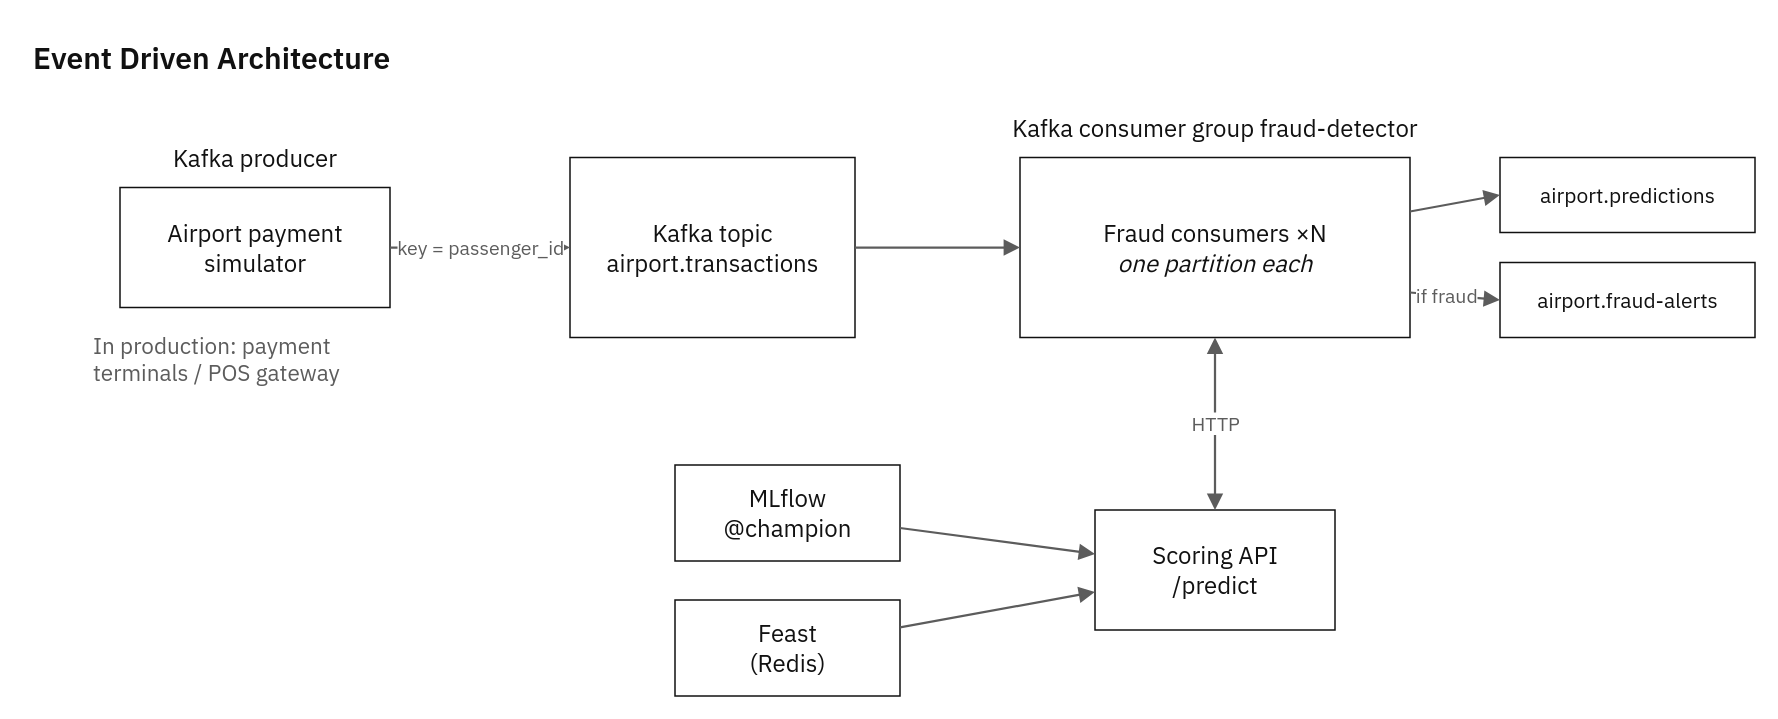 Event Driven Architecture
Kafka producer
Airport payment
simulator
In production: payment
terminals / POS gateway
key = passenger_id
Kafka topic
airport.transactions
Kafka consumer group fraud-detector
Fraud consumers ×N
one partition each
airport.predictions
if fraud
airport.fraud-alerts
HTTP
MLflow
@champion
Feast
(Redis)
Scoring API
/predict